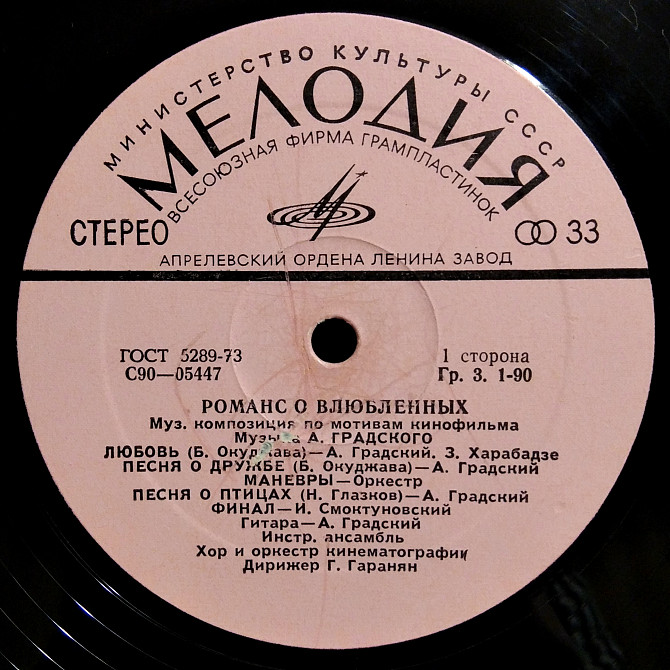 МИНИСТЕРСТВО КУЛЬТУРЫ СССР
МЕЛОДИЯ
ВСЕСОЮЗНАЯ ФИРМА ГРАМПЛАСТИНОК
СТЕРЕО
33
АПРЕЛЕВСКИЙ ОРДЕНА ЛЕНИНА ЗАВОД
ГОСТ 5289-73
1 сторона
С90—05447
Гр. 3. 1-90
РОМАНС О ВЛЮБЛЕННЫХ
Муз. композиция по мотивам кинофильма
Музыка А. ГРАДСКОГО
ЛЮБОВЬ (Б. Окуджава)—А. Градский, З. Харабадзе
ПЕСНЯ О ДРУЖБЕ (Б. Окуджава)—А. Градский
МАНЕВРЫ—Оркестр
ПЕСНЯ О ПТИЦАХ (Н. Глазков)—А. Градский
ФИНАЛ—И. Смоктуновский
Гитара—А. Градский
Инстр. ансамбль
Хор и оркестр кинематографии
Дирижер Г. Гаранян